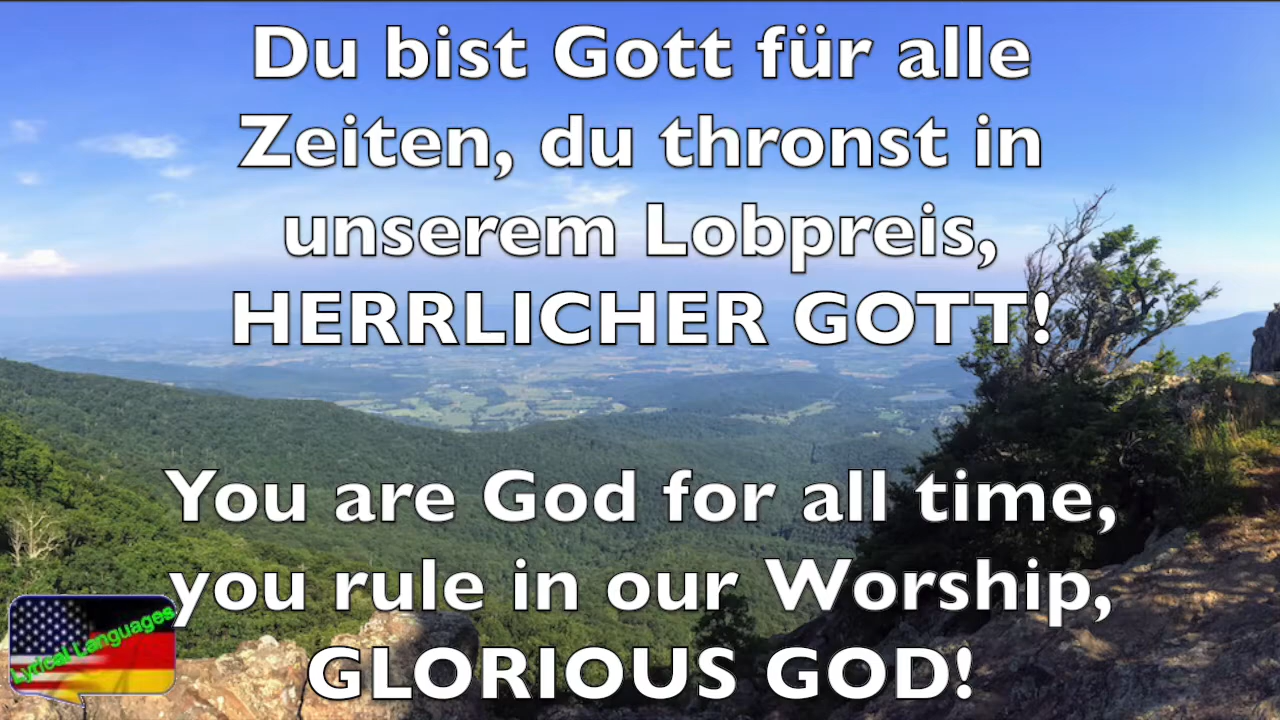 Du bist Gott für alle
Zeiten, du thronst in
unserem Lobpreis,
HERRLICHER GOTT!
You are God for all time,
you rule in our Worship,
GLORIOUS GOD!
Lyrical Languages